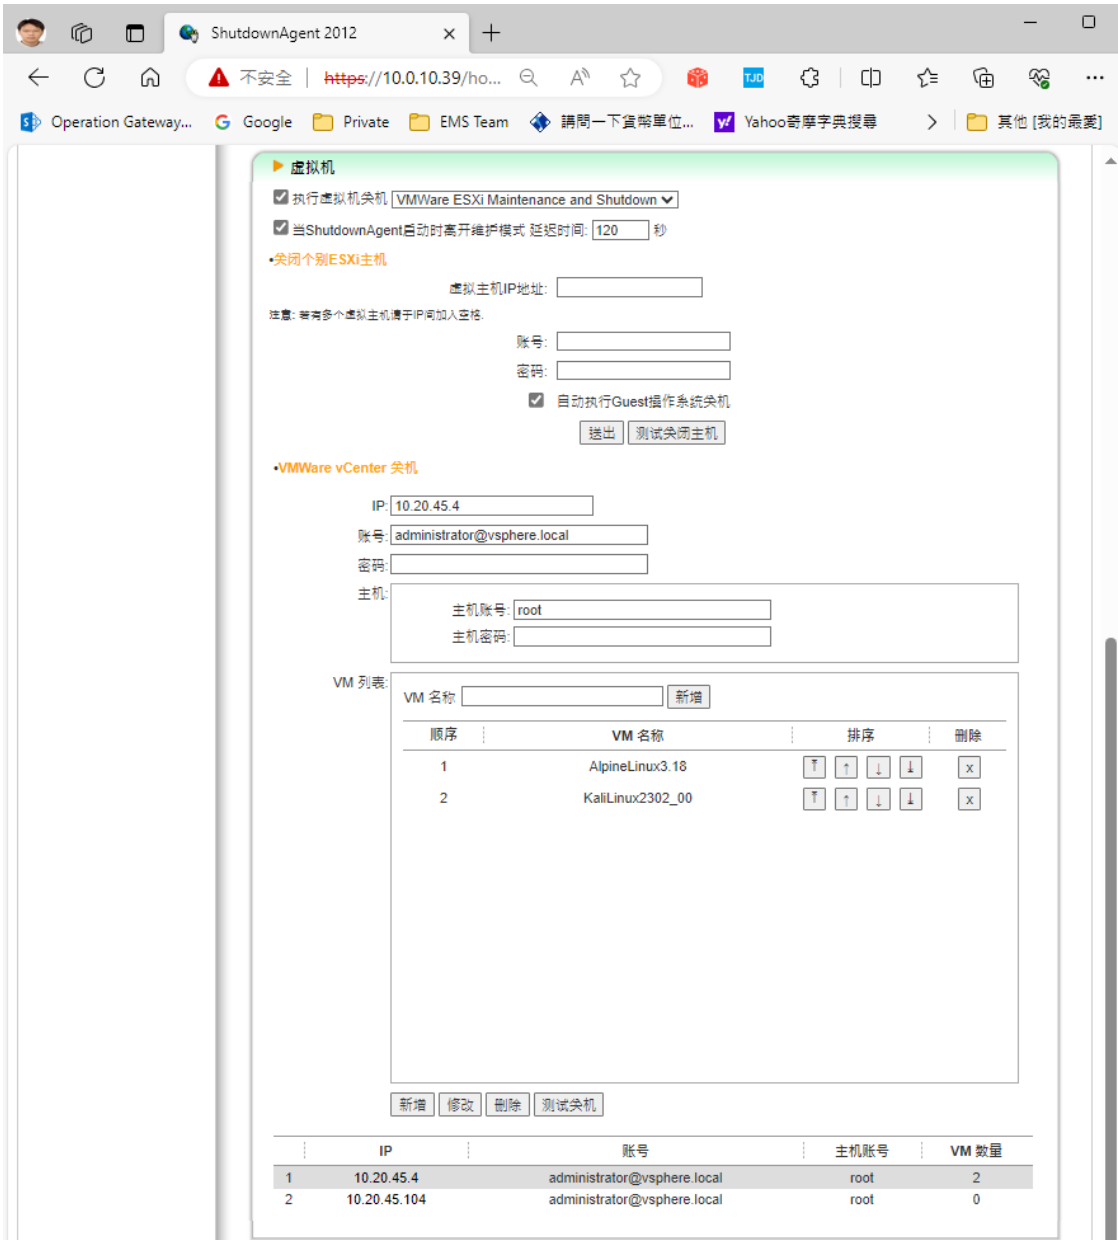 ShutdownAgent 2012
不安全 | https://10.0.10.39/ho...
Operation Gateway... Google Private EMS Team 請問一下貨幣單位... Yahoo奇摩字典搜尋 其他 [我的最愛]
虚拟机
执行虚拟机关机 VMWare ESXi Maintenance and Shutdown
当ShutdownAgent启动时离开维护模式 延迟时间: 120 秒
•关闭个别ESXi主机
虚拟主机IP地址:
注意: 若有多个虚拟主机请于IP间加入空格.
账号:
密码:
自动执行Guest操作系统关机
送出 测试关闭主机
•VMWare vCenter 关机
IP: 10.20.45.4
账号: administrator@vsphere.local
密码:
主机:
主机账号: root
主机密码:
VM 列表:
VM 名称 新增
顺序 VM 名称 排序 删除
1 AlpineLinux3.18 ⤒ ↑ ↓ ⤓ x
2 KaliLinux2302_00 ⤒ ↑ ↓ ⤓ x
新增 修改 删除 测试关机
IP 账号 主机账号 VM 数量
1 10.20.45.4 administrator@vsphere.local root 2
2 10.20.45.104 administrator@vsphere.local root 0